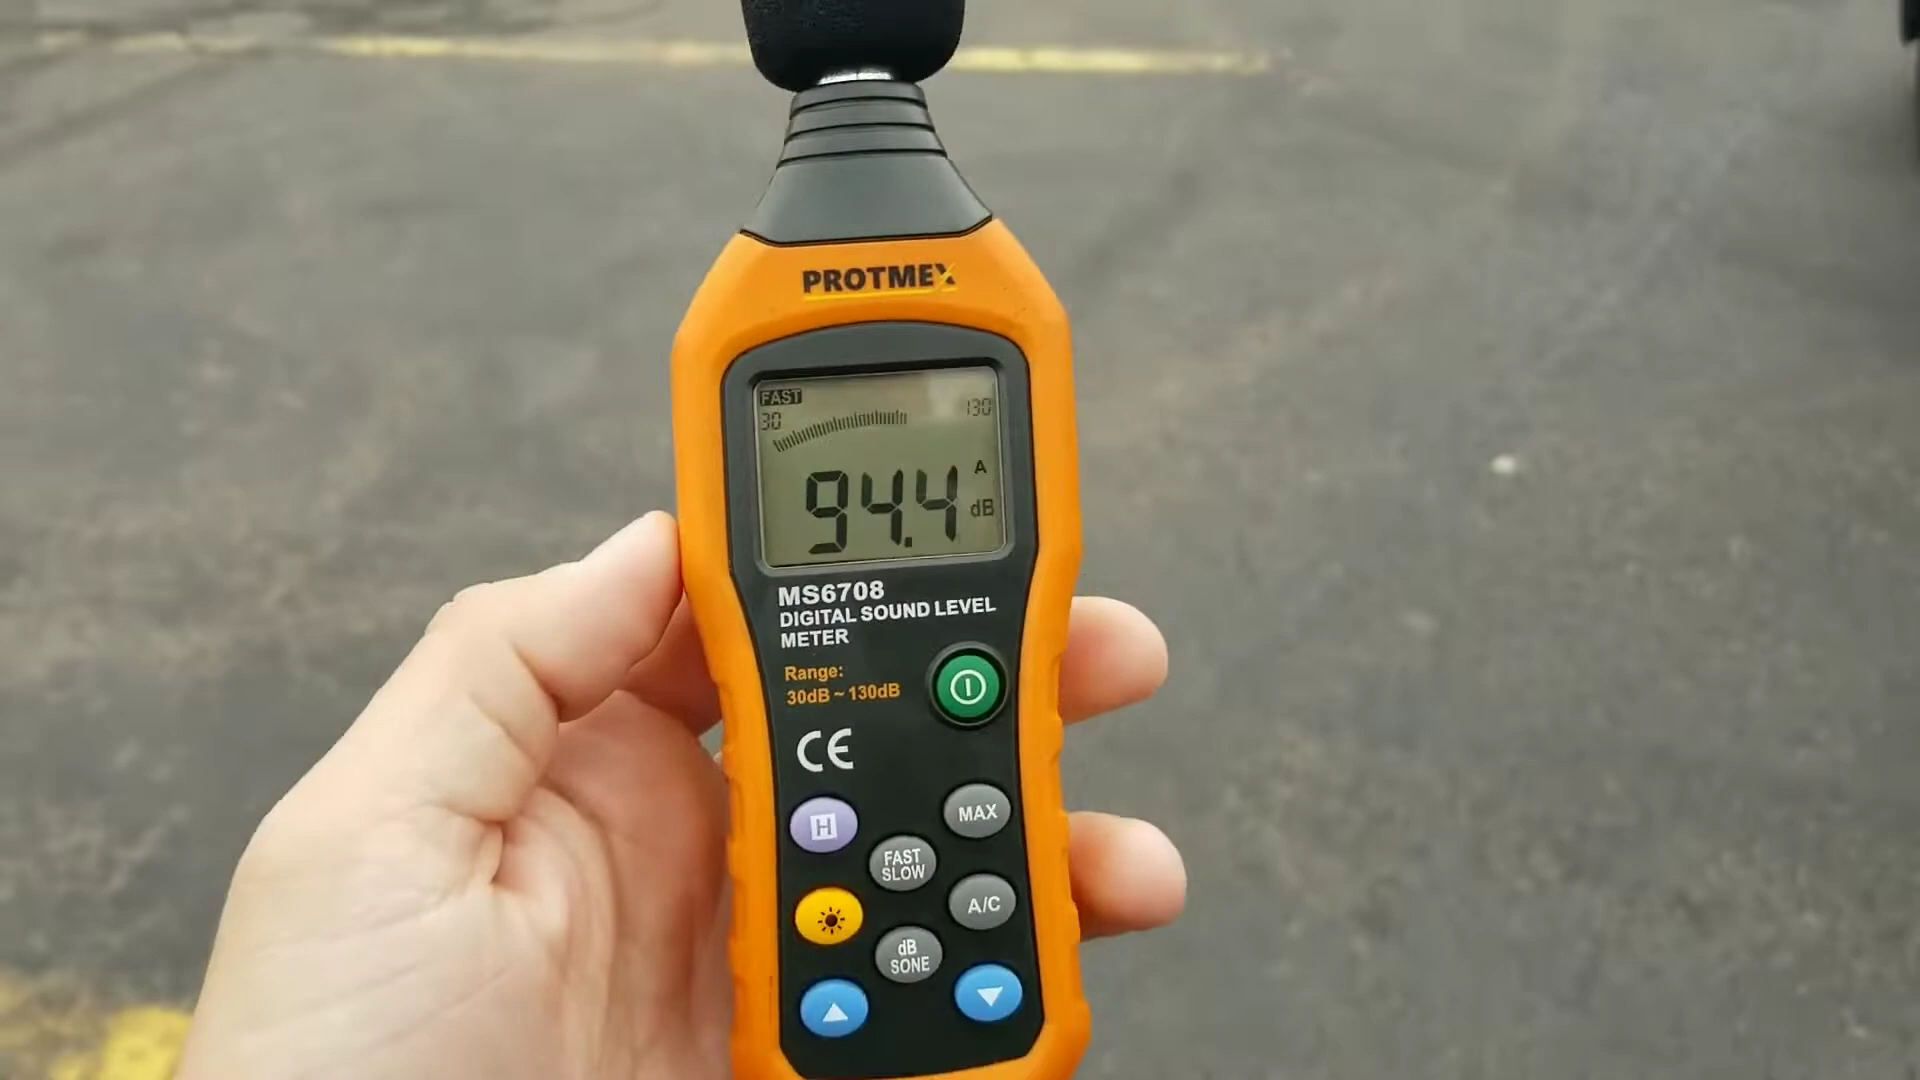 PROTMEX
FAST
30 130
94.4 A dB
MS6708
DIGITAL SOUND LEVEL
METER
Range:
30dB ~ 130dB
CE
H
MAX
FAST
SLOW
A/C
dB
SONE